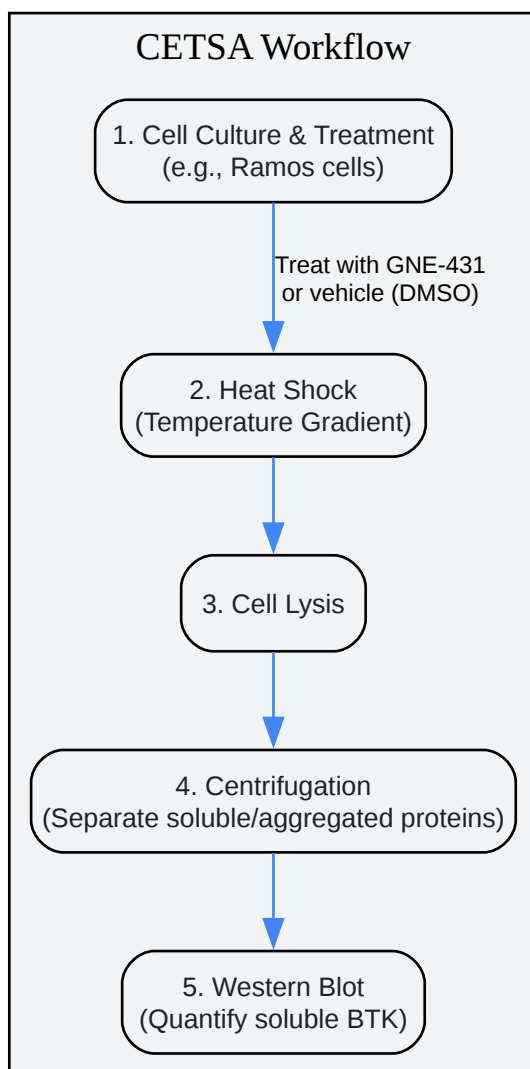 CETSA Workflow
1. Cell Culture & Treatment
(e.g., Ramos cells)
Treat with GNE-431
or vehicle (DMSO)
2. Heat Shock
(Temperature Gradient)
3. Cell Lysis
4. Centrifugation
(Separate soluble/aggregated proteins)
5. Western Blot
(Quantify soluble BTK)